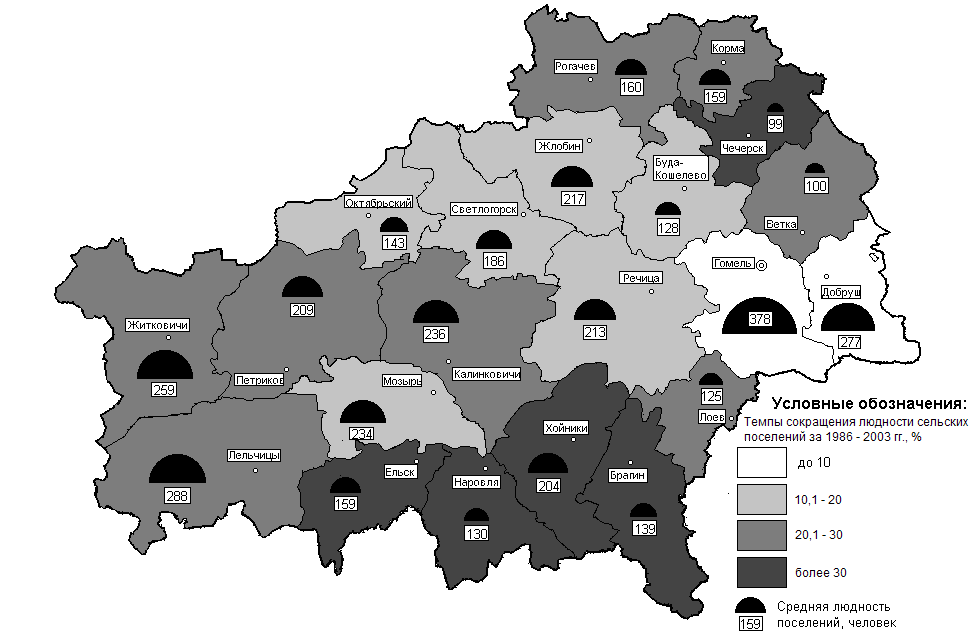 Корма
Рогачев
160
159
99
Чечерск
Жлобин
Буда-
Кошелево
217
100
Октябрьский
Светлогорск
128
Ветка
143
186
Гомель
Речица
Добруш
209
236
213
378
277
Житковичи
259
Петриков
Мозырь
Калинковичи
125
Лоев
234
Хойники
Лельчицы
288
Ельск
Наровля
204
Брагин
159
130
139
Условные обозначения:
Темпы сокращения людности сельских
поселений за 1986 - 2003 гг., %
до 10
10,1 - 20
20,1 - 30
более 30
Средняя людность
159 поселений, человек